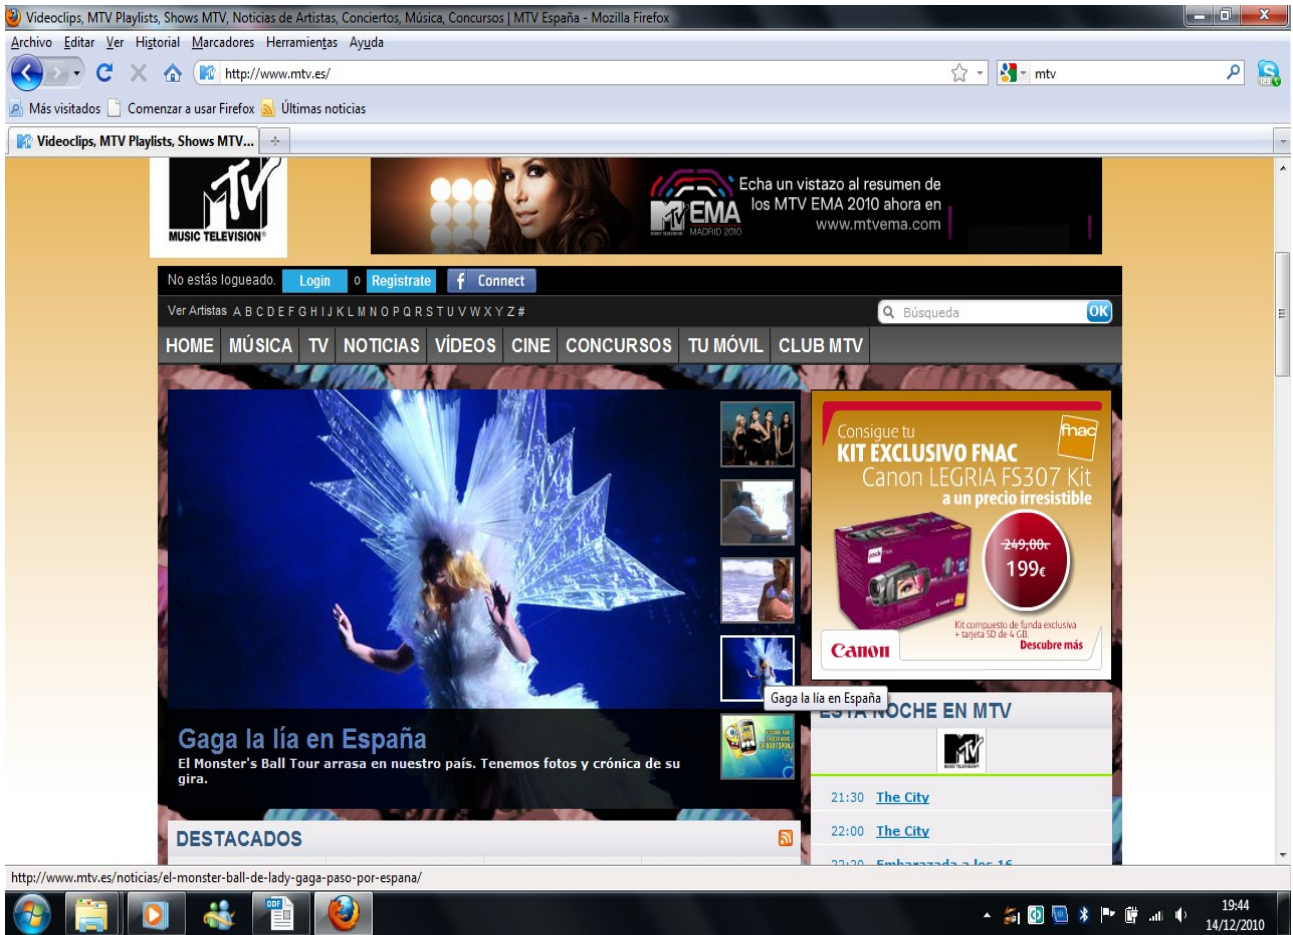 Videoclips, MTV Playlists, Shows MTV, Noticias de Artistas, Conciertos, Música, Concursos | MTV España - Mozilla Firefox
Archivo Editar Ver Historial Marcadores Herramientas Ayuda
http://www.mtv.es/
mtv
Más visitados Comenzar a usar Firefox Últimas noticias
Videoclips, MTV Playlists, Shows MTV...
MTV
MUSIC TELEVISION®
EMA
MADRID 2010
Echa un vistazo al resumen de
los MTV EMA 2010 ahora en
www.mtvema.com
No estás logueado. Login o Registrate f Connect
Ver Artistas A B C D E F G H I J K L M N O P Q R S T U V W X Y Z #
Búsqueda OK
HOME MÚSICA TV NOTICIAS VÍDEOS CINE CONCURSOS TU MÓVIL CLUB MTV
Consigue tu
KIT EXCLUSIVO FNAC
Canon LEGRIA FS307 Kit
a un precio irresistible
fnac
249,00€
199€
Kit compuesto de funda exclusiva
+ tarjeta SD de 4 GB.
Descubre más
Canon
Gaga la lía en España
Gaga la lía en España
El Monster's Ball Tour arrasa en nuestro país. Tenemos fotos y crónica de su
gira.
ESTA NOCHE EN MTV
21:30 The City
22:00 The City
22:30 Embarazada a los 16
DESTACADOS
http://www.mtv.es/noticias/el-monster-ball-de-lady-gaga-paso-por-espana/
ODF
19:44
14/12/2010